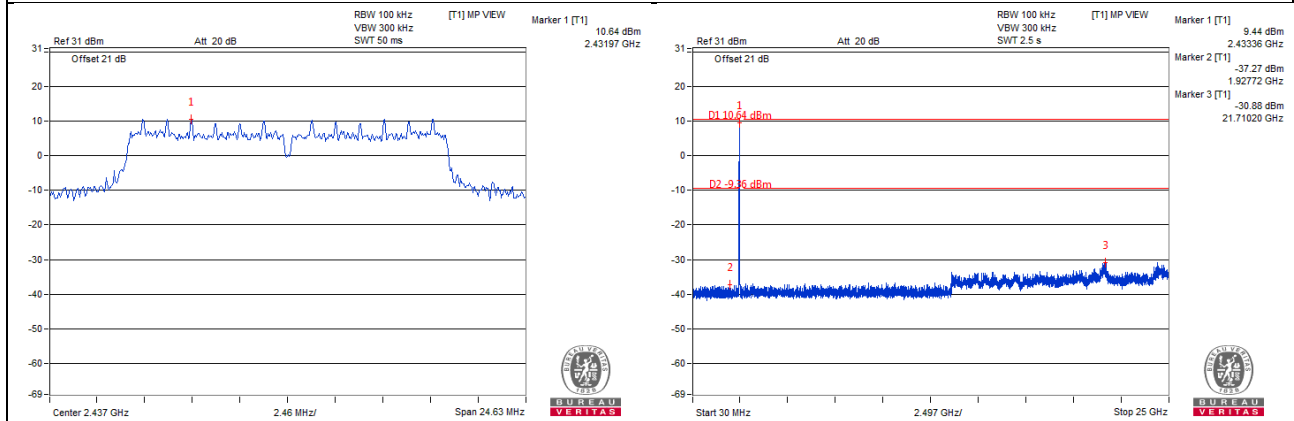 RBW 100 kHz [T1] MP VIEW
VBW 300 kHz
Ref 31 dBm Att 20 dB SWT 50 ms
Marker 1 [T1]
10.64 dBm
2.43197 GHz
31
Offset 21 dB
20
1
10
0
-10
-20
-30
-40
-50
-60
-69
Center 2.437 GHz 2.46 MHz/ Span 24.63 MHz
BUREAU VERITAS
1828
BUREAU
VERITAS
RBW 100 kHz [T1] MP VIEW
VBW 300 kHz
Ref 31 dBm Att 20 dB SWT 2.5 s
Marker 1 [T1]
9.44 dBm
2.43336 GHz
Marker 2 [T1]
-37.27 dBm
1.92772 GHz
Marker 3 [T1]
-30.88 dBm
21.71020 GHz
31
Offset 21 dB
20
1
D1 10.64 dBm
10
0
D2 -9.36 dBm
-10
-20
3
-30
2
-40
-50
-60
-69
Start 30 MHz 2.497 GHz/ Stop 25 GHz
BUREAU VERITAS
1828
BUREAU
VERITAS